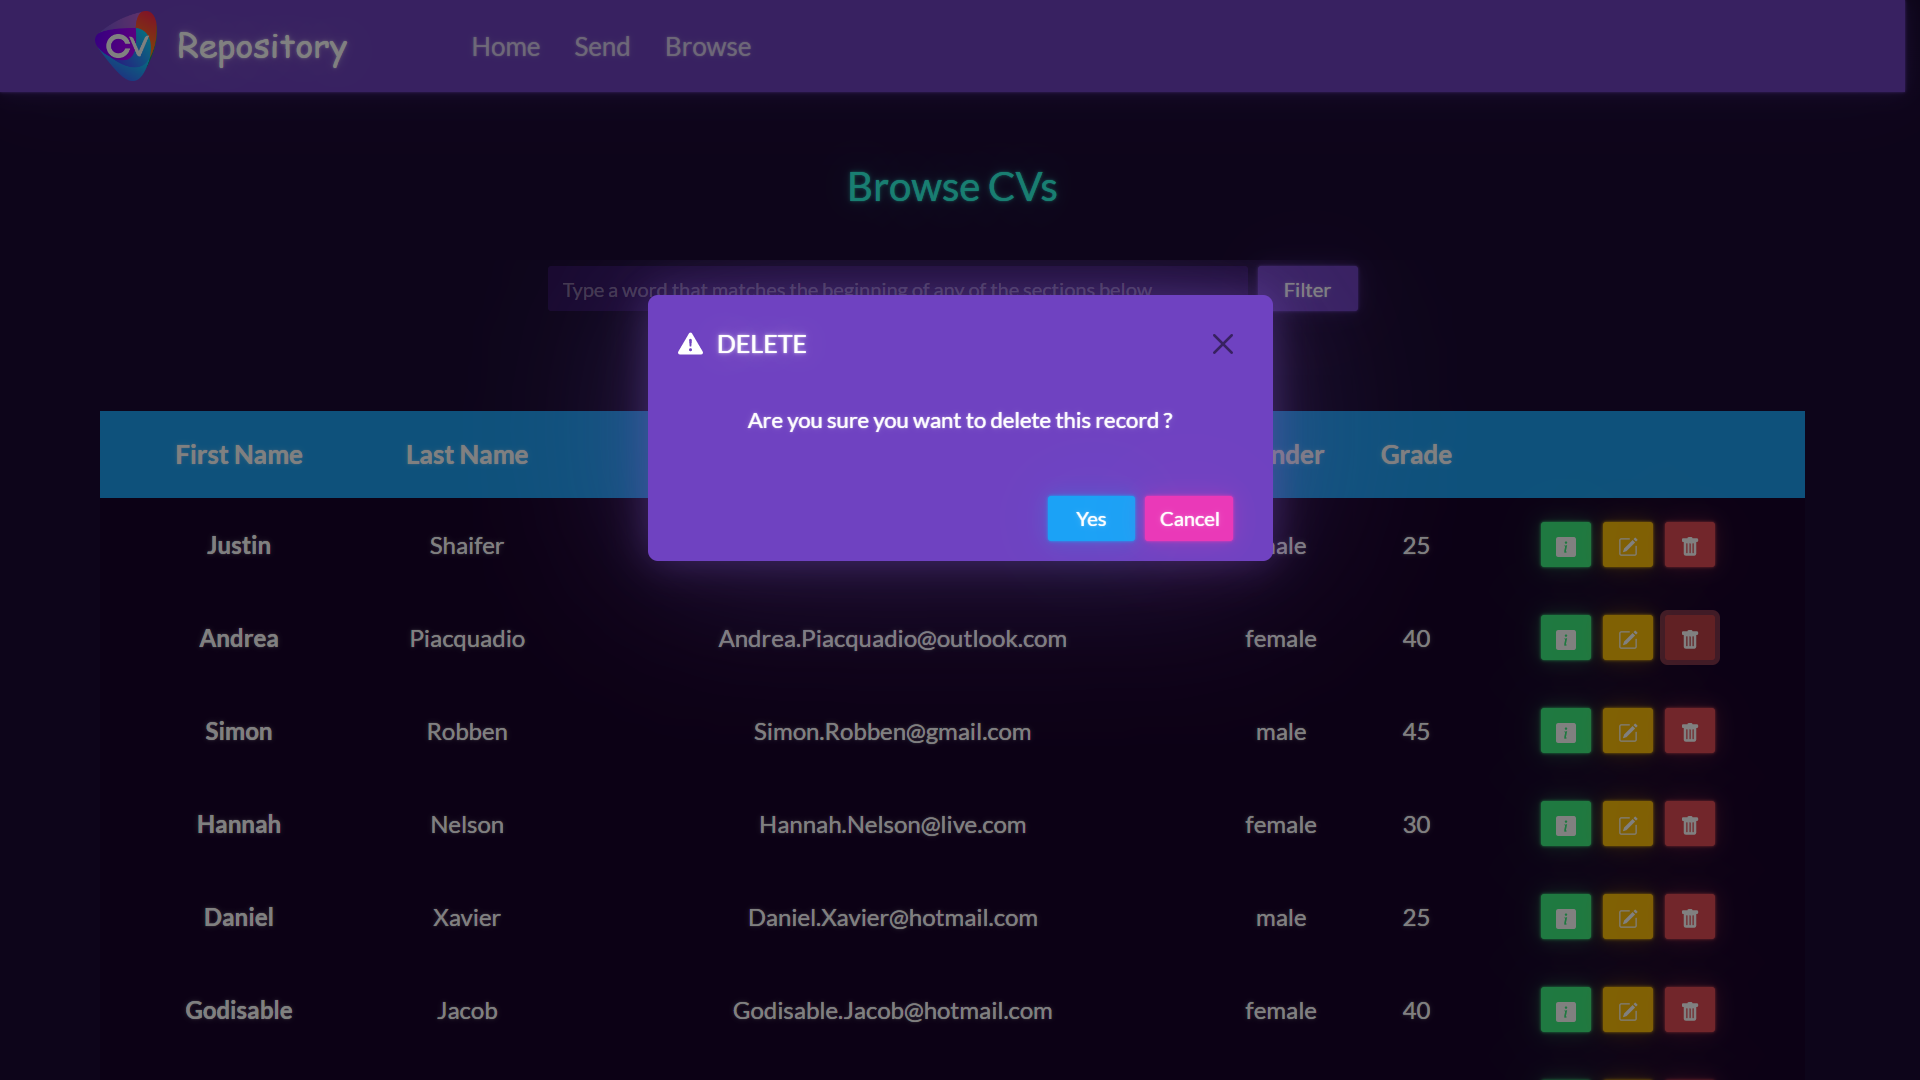 CV Repository Home Send Browse
Browse CVs
Type a word that matches the beginning of any of the sections below Filter
DELETE
Are you sure you want to delete this record ?
Yes Cancel
First Name Last Name nder Grade
Justin Shaifer ale 25
Andrea Piacquadio Andrea.Piacquadio@outlook.com female 40
Simon Robben Simon.Robben@gmail.com male 45
Hannah Nelson Hannah.Nelson@live.com female 30
Daniel Xavier Daniel.Xavier@hotmail.com male 25
Godisable Jacob Godisable.Jacob@hotmail.com female 40